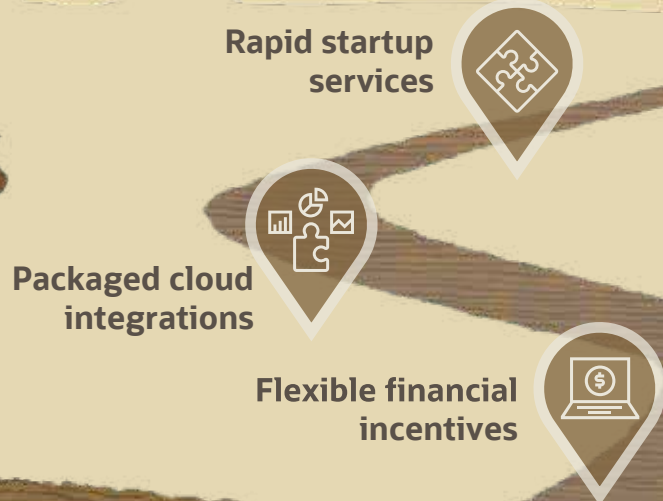 Rapid startup
services
Packaged cloud
integrations
Flexible financial
incentives
$